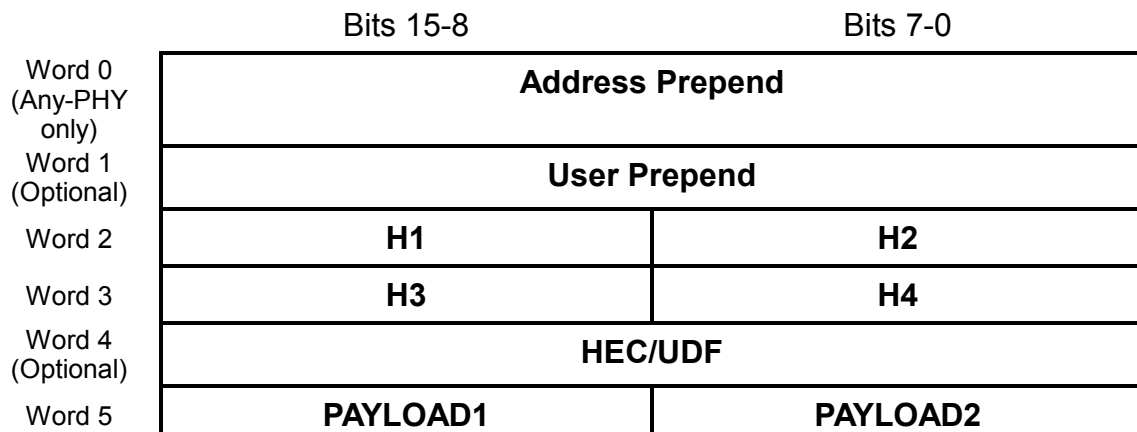 Bits 15-8 Bits 7-0
Word 0
(Any-PHY
only)
Address Prepend
Word 1
(Optional)
User Prepend
Word 2 H1 H2
Word 3 H3 H4
Word 4
(Optional)
HEC/UDF
Word 5 PAYLOAD1 PAYLOAD2